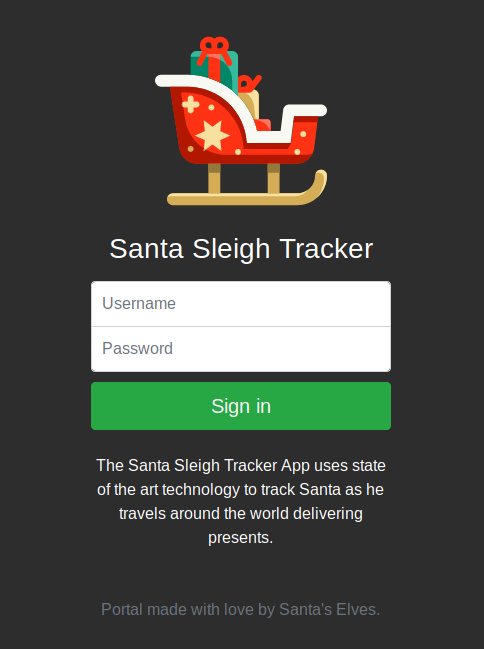 Santa Sleigh Tracker
Username
Password
Sign in
The Santa Sleigh Tracker App uses state
of the art technology to track Santa as he
travels around the world delivering
presents.
Portal made with love by Santa's Elves.